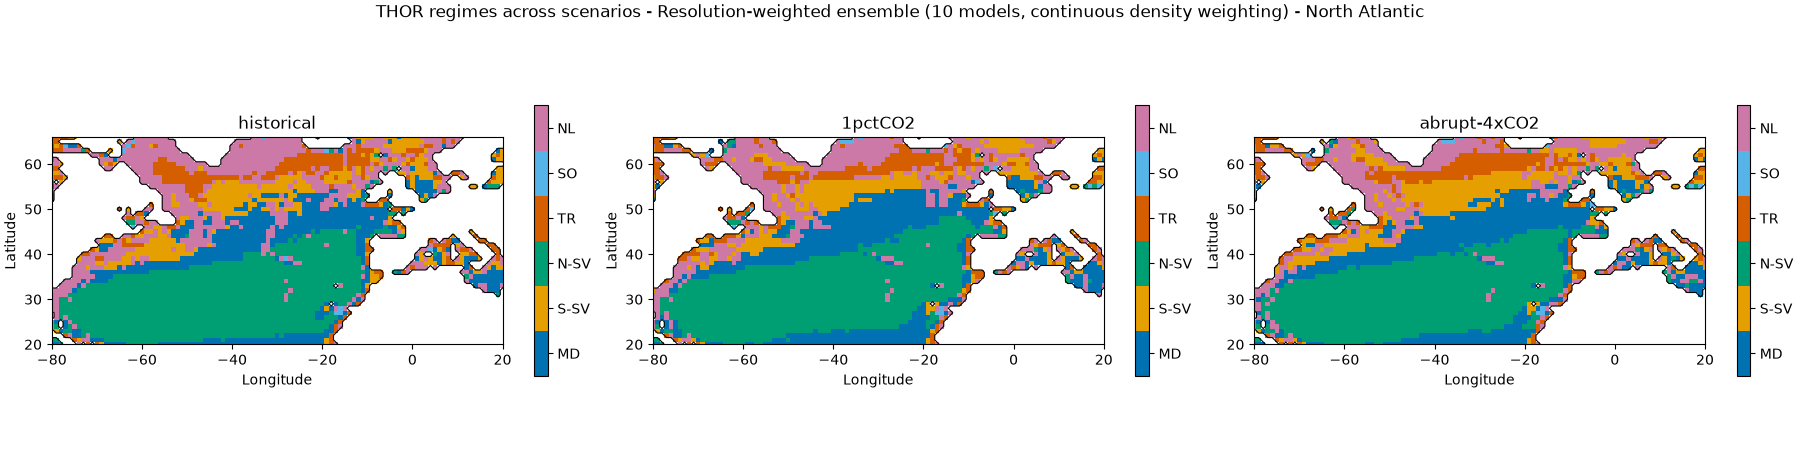 THOR regimes across scenarios - Resolution-weighted ensemble (10 models, continuous density weighting) - North Atlantic
historical
60
50
40
30
20
Latitude
−80
−60
−40
−20
0
20
Longitude
NL
SO
TR
N-SV
S-SV
MD
1pctCO2
60
50
40
30
20
Latitude
−80
−60
−40
−20
0
20
Longitude
NL
SO
TR
N-SV
S-SV
MD
abrupt-4xCO2
60
50
40
30
20
Latitude
−80
−60
−40
−20
0
20
Longitude
NL
SO
TR
N-SV
S-SV
MD